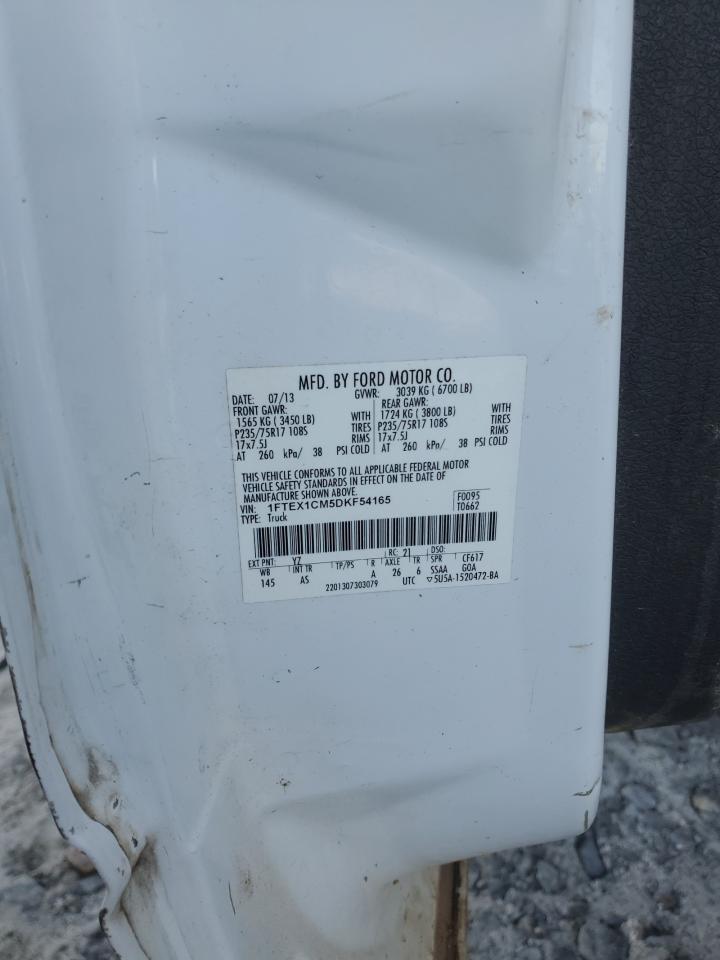 MFD. BY FORD MOTOR CO.
DATE: 07/13 GVWR: 3039 KG ( 6700 LB)
FRONT GAWR: REAR GAWR:
1565 KG ( 3450 LB) WITH 1724 KG ( 3800 LB) WITH
P235/75R17 108S TIRES P235/75R17 108S TIRES
17x7.5J RIMS 17x7.5J RIMS
AT 260 kPa/ 38 PSI COLD AT 260 kPa/ 38 PSI COLD
THIS VEHICLE CONFORMS TO ALL APPLICABLE FEDERAL MOTOR
VEHICLE SAFETY STANDARDS IN EFFECT ON THE DATE OF
MANUFACTURE SHOWN ABOVE.
VIN: 1FTEX1CM5DKF54165 F0095
TYPE: Truck T0662
EXT PNT: YZ RC: 21 DSO:
WB INT TR TP/PS R AXLE TR SPR CF617
145 AS A 26 6 SSAA GOA
2201307303079 UTC ▽5U5A-1520472-BA